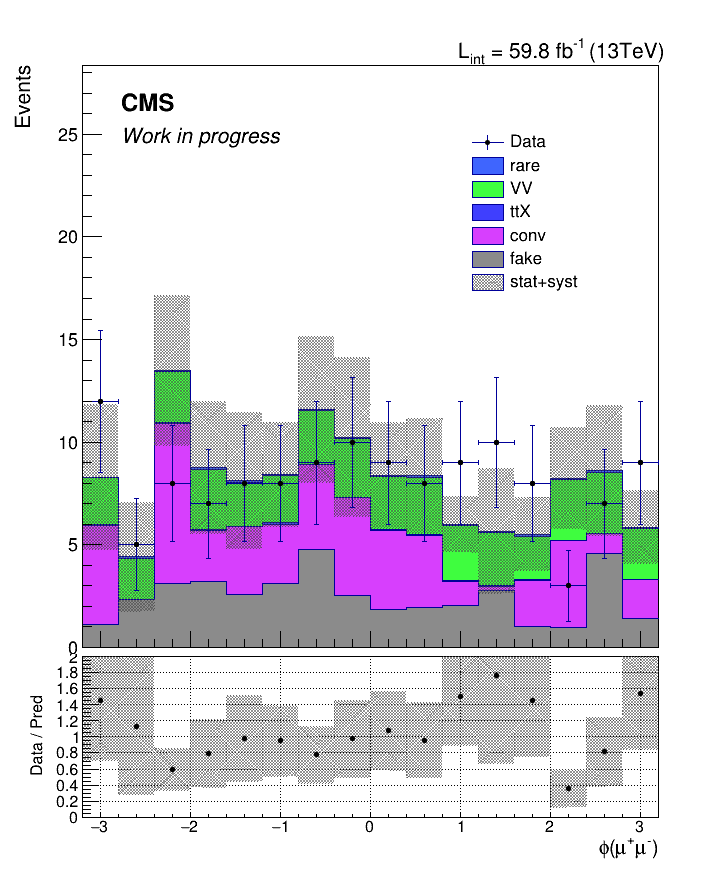 L_int = 59.8 fb^-1 (13TeV)
Events
CMS
Work in progress
Data
rare
VV
ttX
conv
fake
stat+syst
25
20
15
10
5
0
Data / Pred
2
1.8
1.6
1.4
1.2
1
0.8
0.6
0.4
0.2
0
−3 −2 −1 0 1 2 3
ϕ(μ⁺μ⁻)